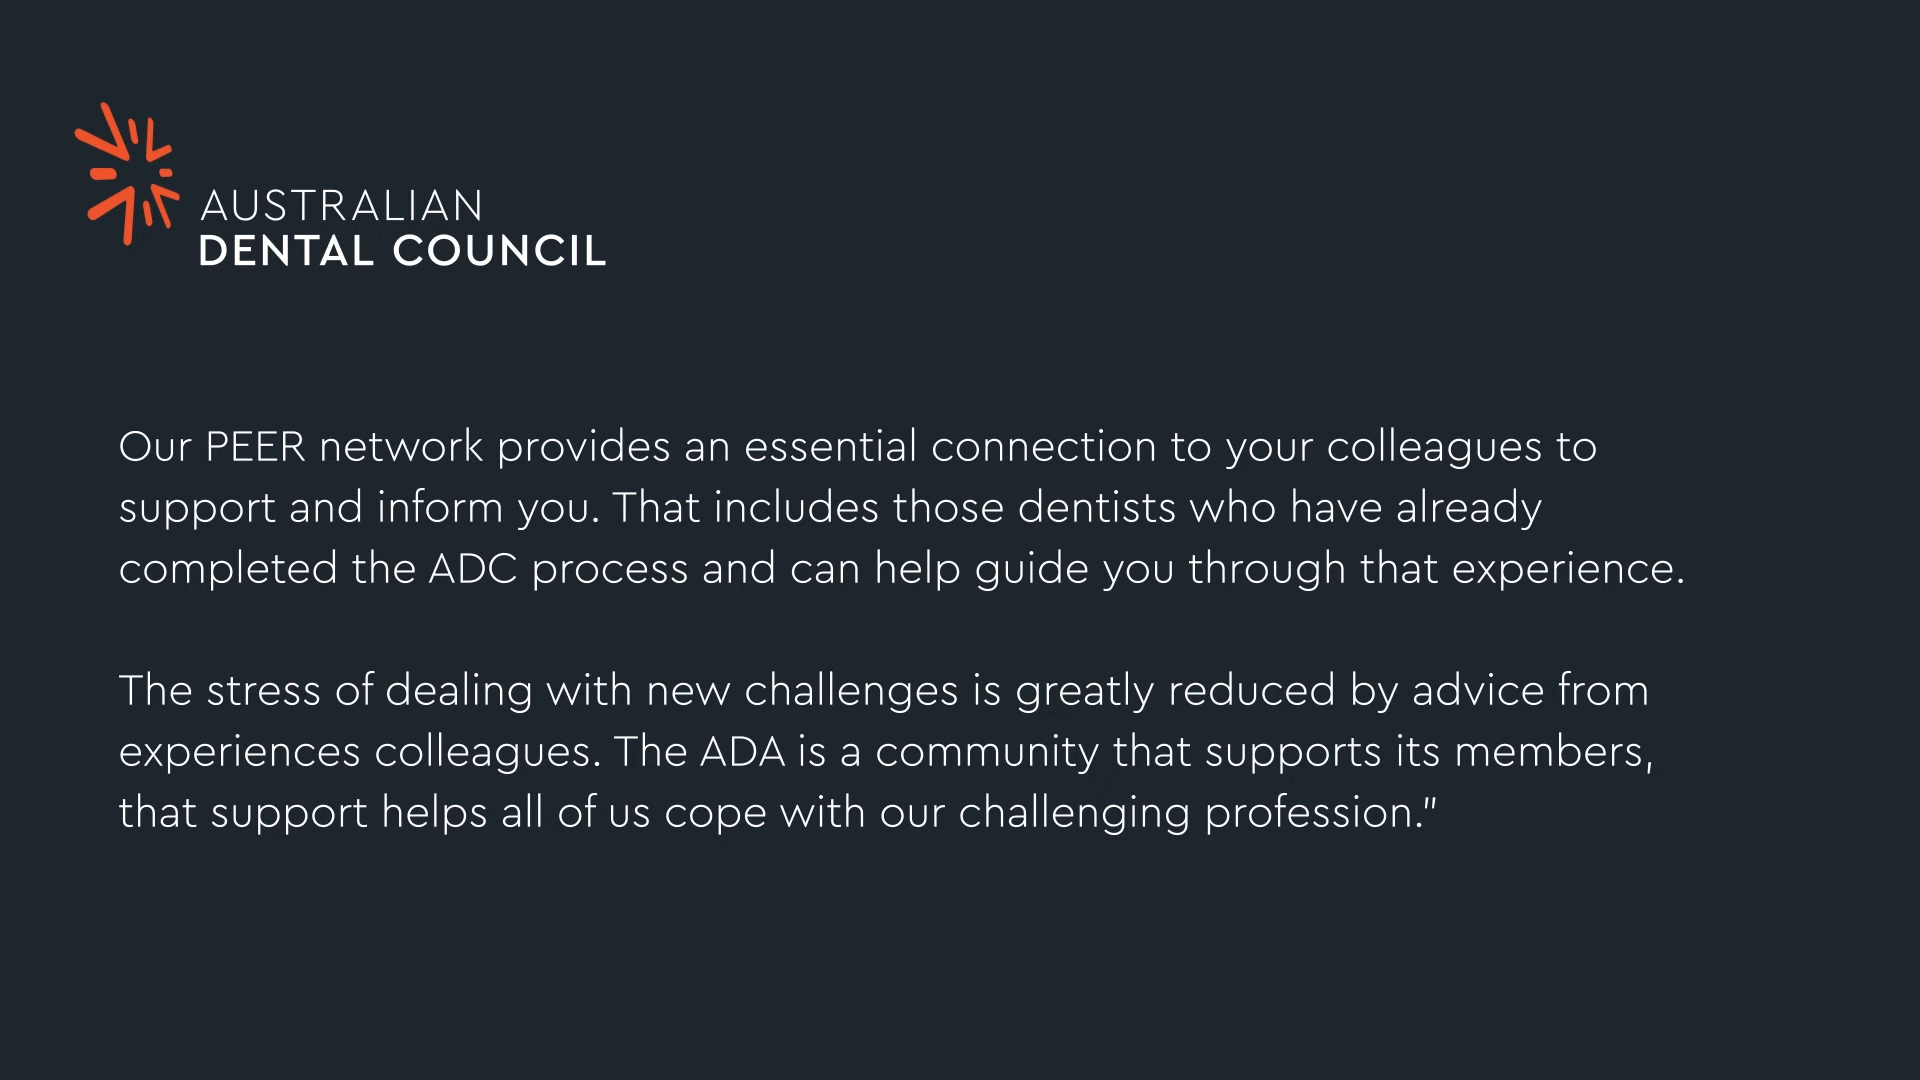 AUSTRALIAN
DENTAL COUNCIL
Our PEER network provides an essential connection to your colleagues to
support and inform you. That includes those dentists who have already
completed the ADC process and can help guide you through that experience.
The stress of dealing with new challenges is greatly reduced by advice from
experiences colleagues. The ADA is a community that supports its members,
that support helps all of us cope with our challenging profession.”